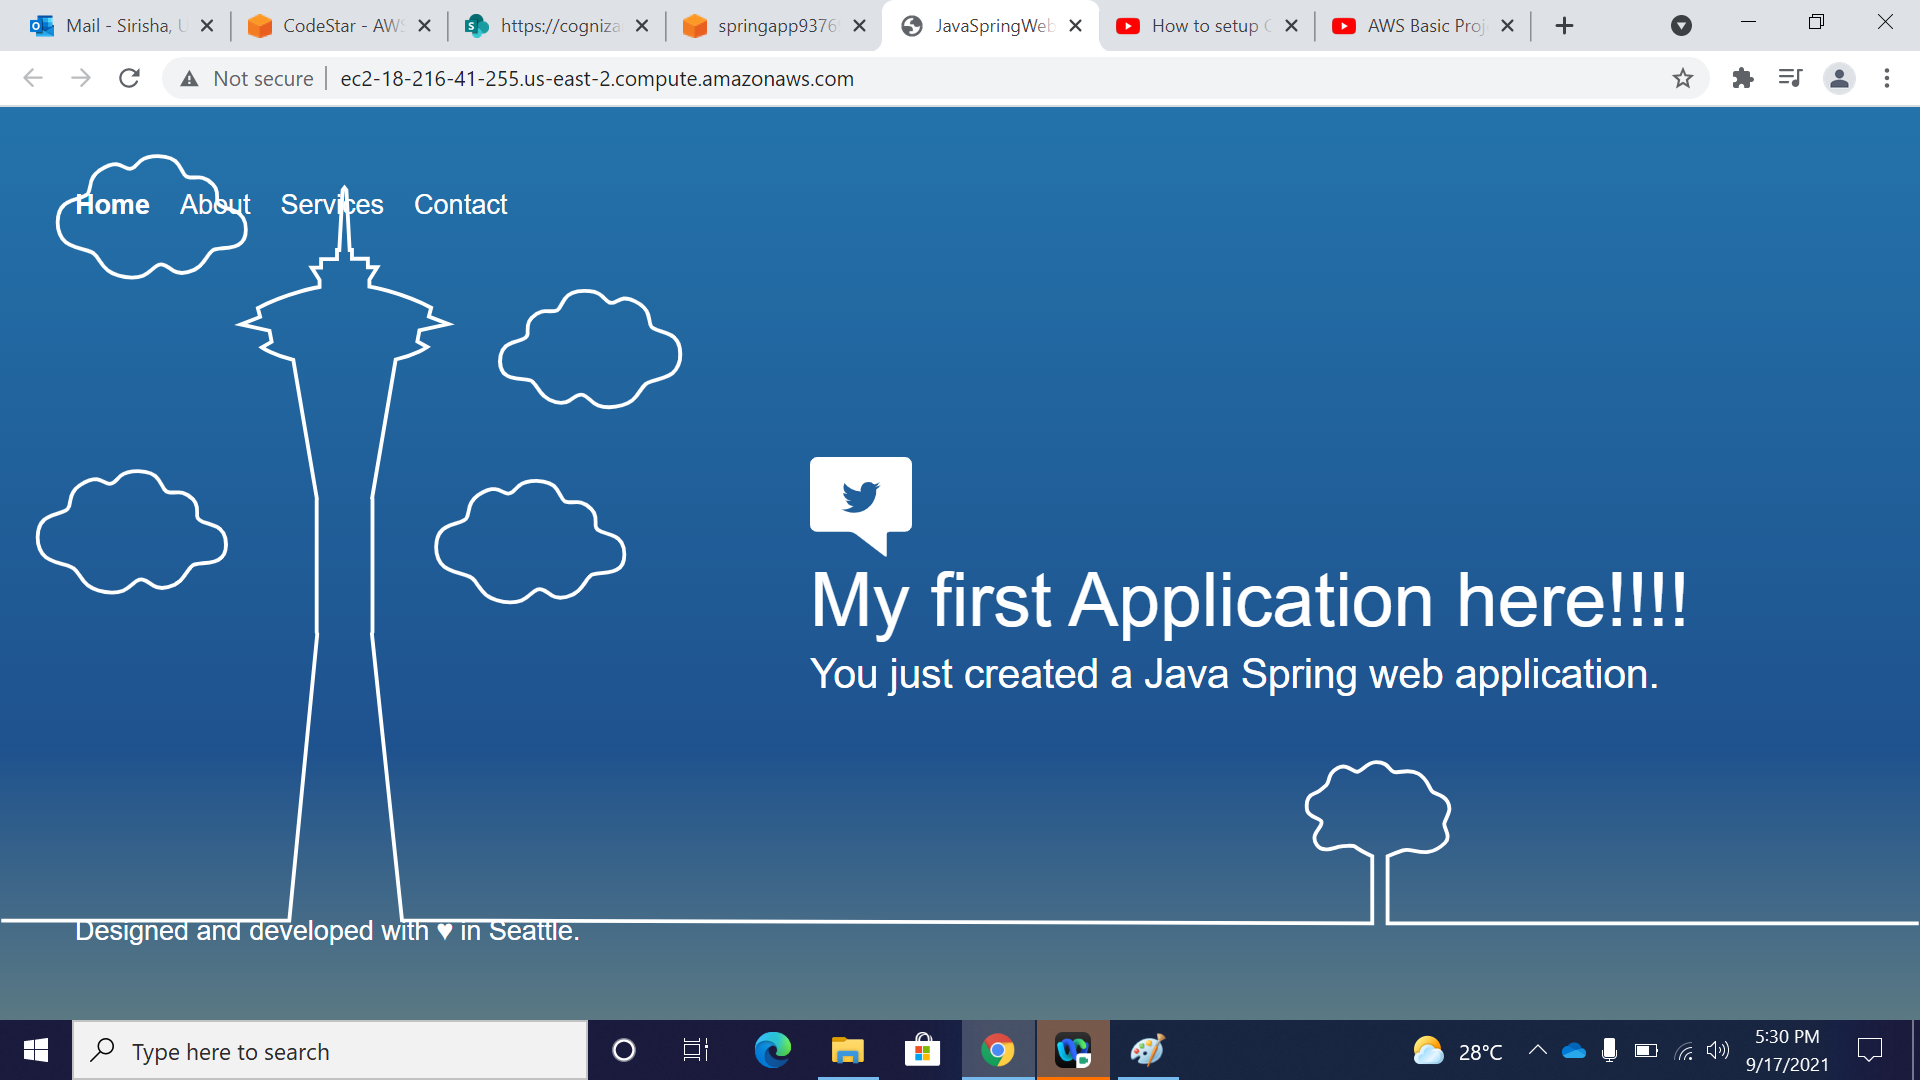 Mail - Sirisha, U
CodeStar - AWS
https://cogniza
springapp9376
JavaSpringWeb
How to setup C
AWS Basic Proj
Not secure
ec2-18-216-41-255.us-east-2.compute.amazonaws.com
Home About Services Contact
My first Application here!!!!
You just created a Java Spring web application.
Designed and developed with ♥ in Seattle.
Type here to search
28°C
5:30 PM
9/17/2021